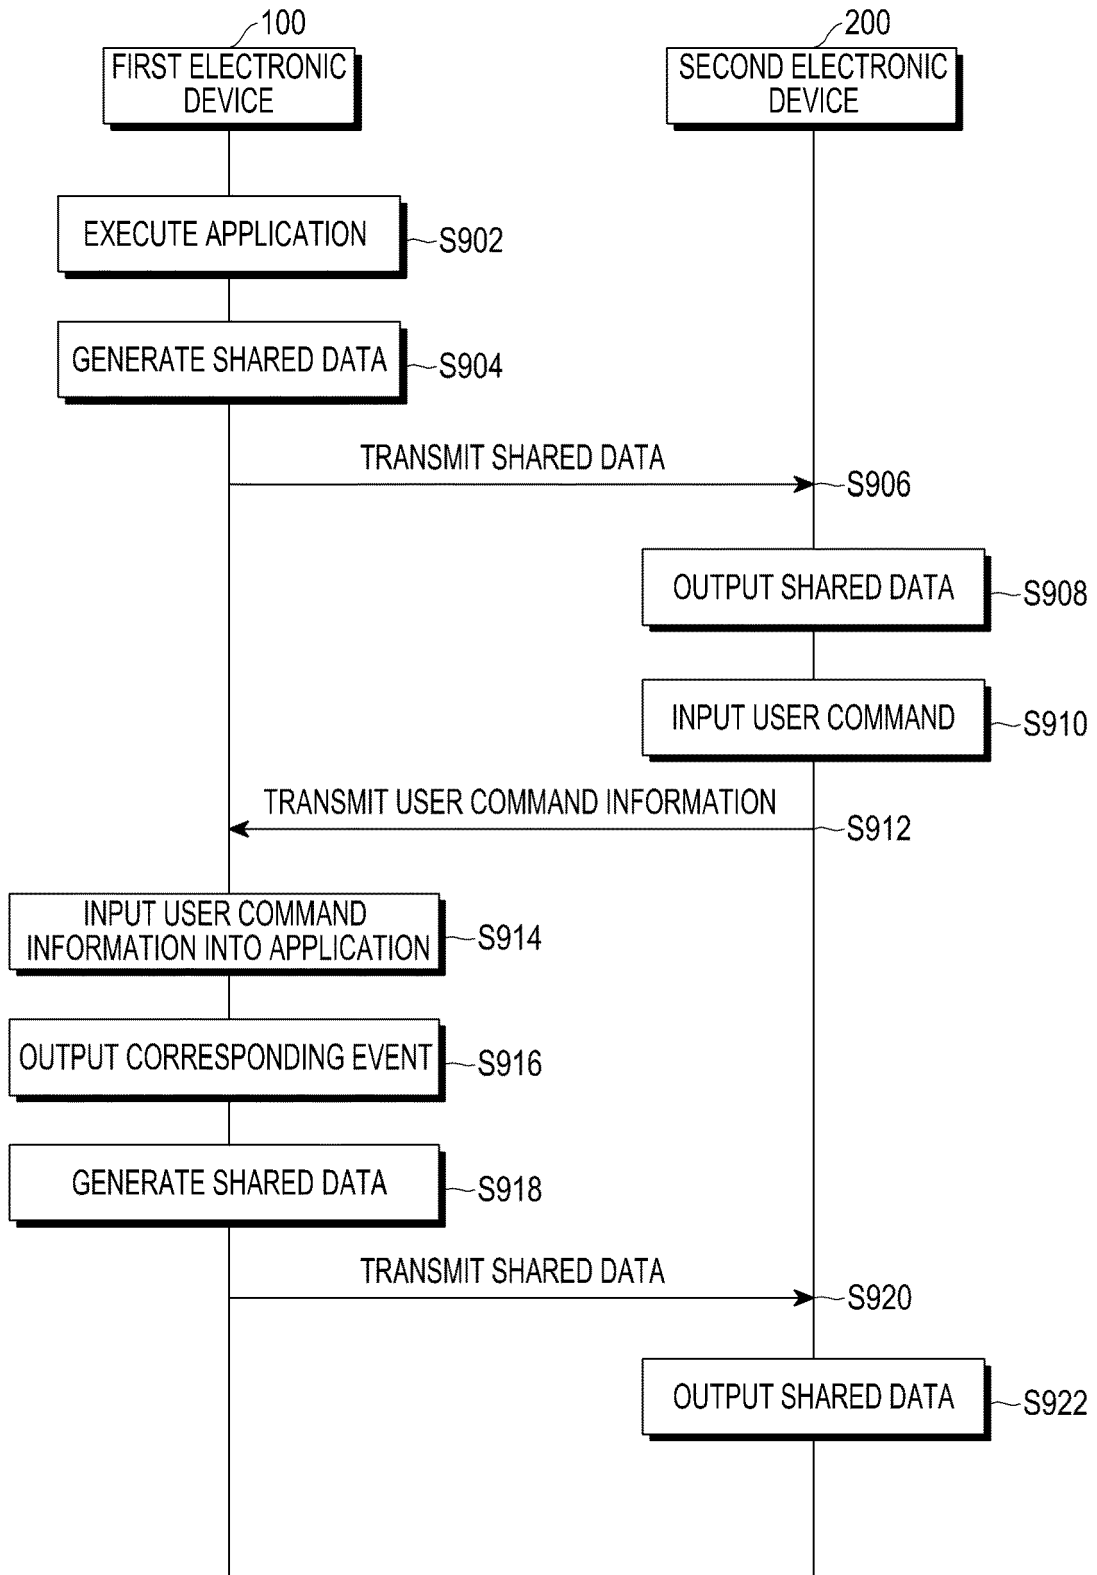 100
200
FIRST ELECTRONIC
DEVICE
SECOND ELECTRONIC
DEVICE
EXECUTE APPLICATION
S902
GENERATE SHARED DATA
S904
TRANSMIT SHARED DATA
S906
OUTPUT SHARED DATA
S908
INPUT USER COMMAND
S910
TRANSMIT USER COMMAND INFORMATION
S912
INPUT USER COMMAND
INFORMATION INTO APPLICATION
S914
OUTPUT CORRESPONDING EVENT
S916
GENERATE SHARED DATA
S918
TRANSMIT SHARED DATA
S920
OUTPUT SHARED DATA
S922